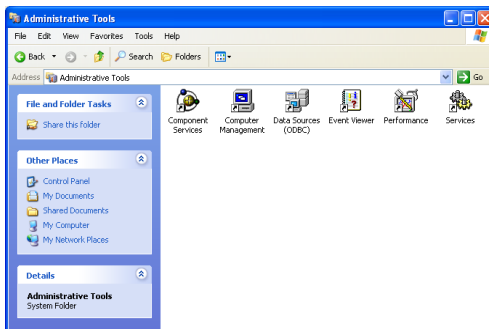 Administrative Tools
File Edit View Favorites Tools Help
Back Search Folders
Address Administrative Tools Go
File and Folder Tasks
Share this folder
Other Places
Control Panel
My Documents
Shared Documents
My Computer
My Network Places
Details
Administrative Tools
System Folder
Component
Services
Computer
Management
Data Sources
(ODBC)
Event Viewer
Performance
Services